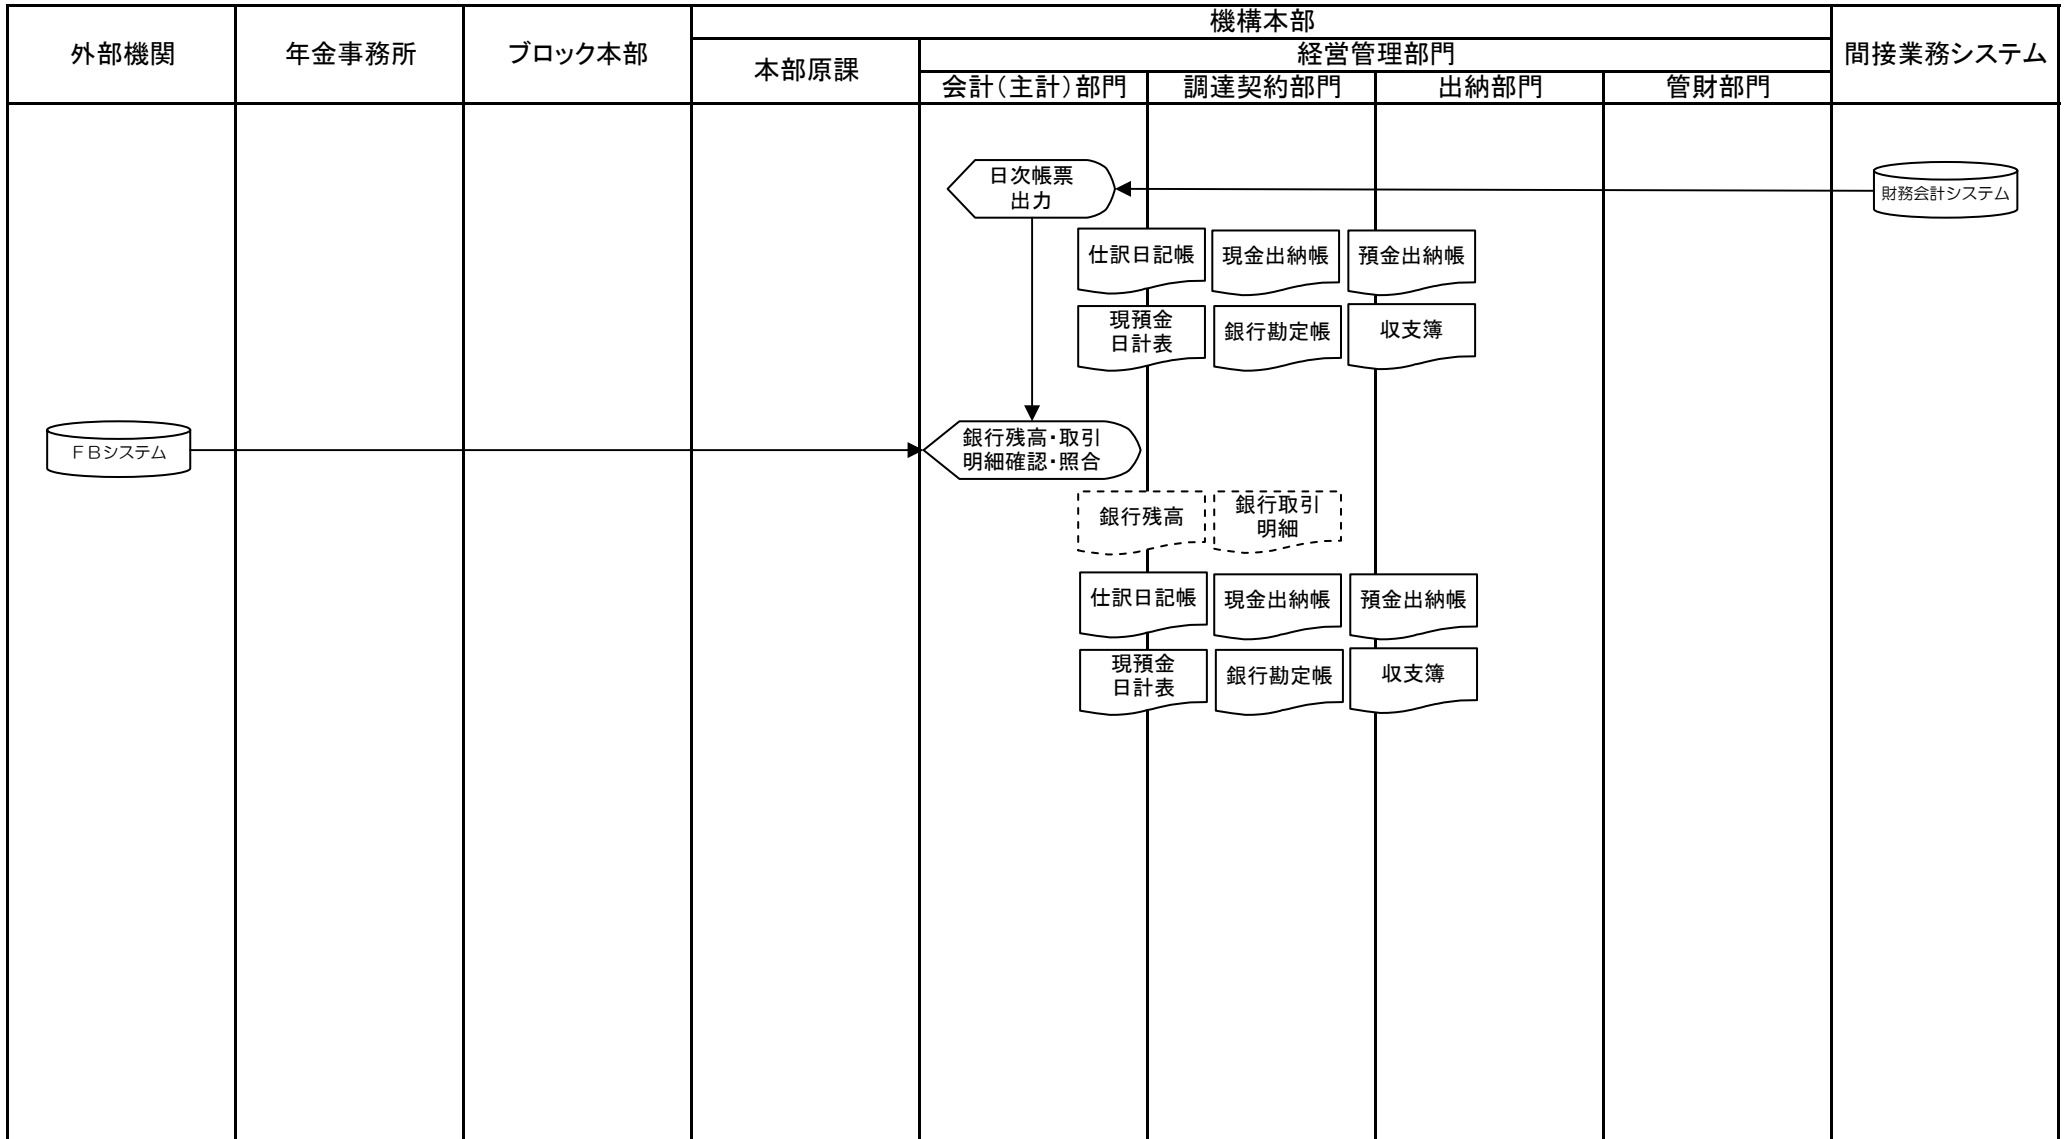 外部機関
年金事務所
ブロック本部
機構本部
本部原課
経営管理部門
会計(主計)部門
調達契約部門
出納部門
管財部門
間接業務システム
日次帳票
出力
財務会計システム
仕訳日記帳
現金出納帳
預金出納帳
現預金
日計表
銀行勘定帳
収支簿
FBシステム
銀行残高・取引
明細確認・照合
銀行残高
銀行取引
明細
仕訳日記帳
現金出納帳
預金出納帳
現預金
日計表
銀行勘定帳
収支簿